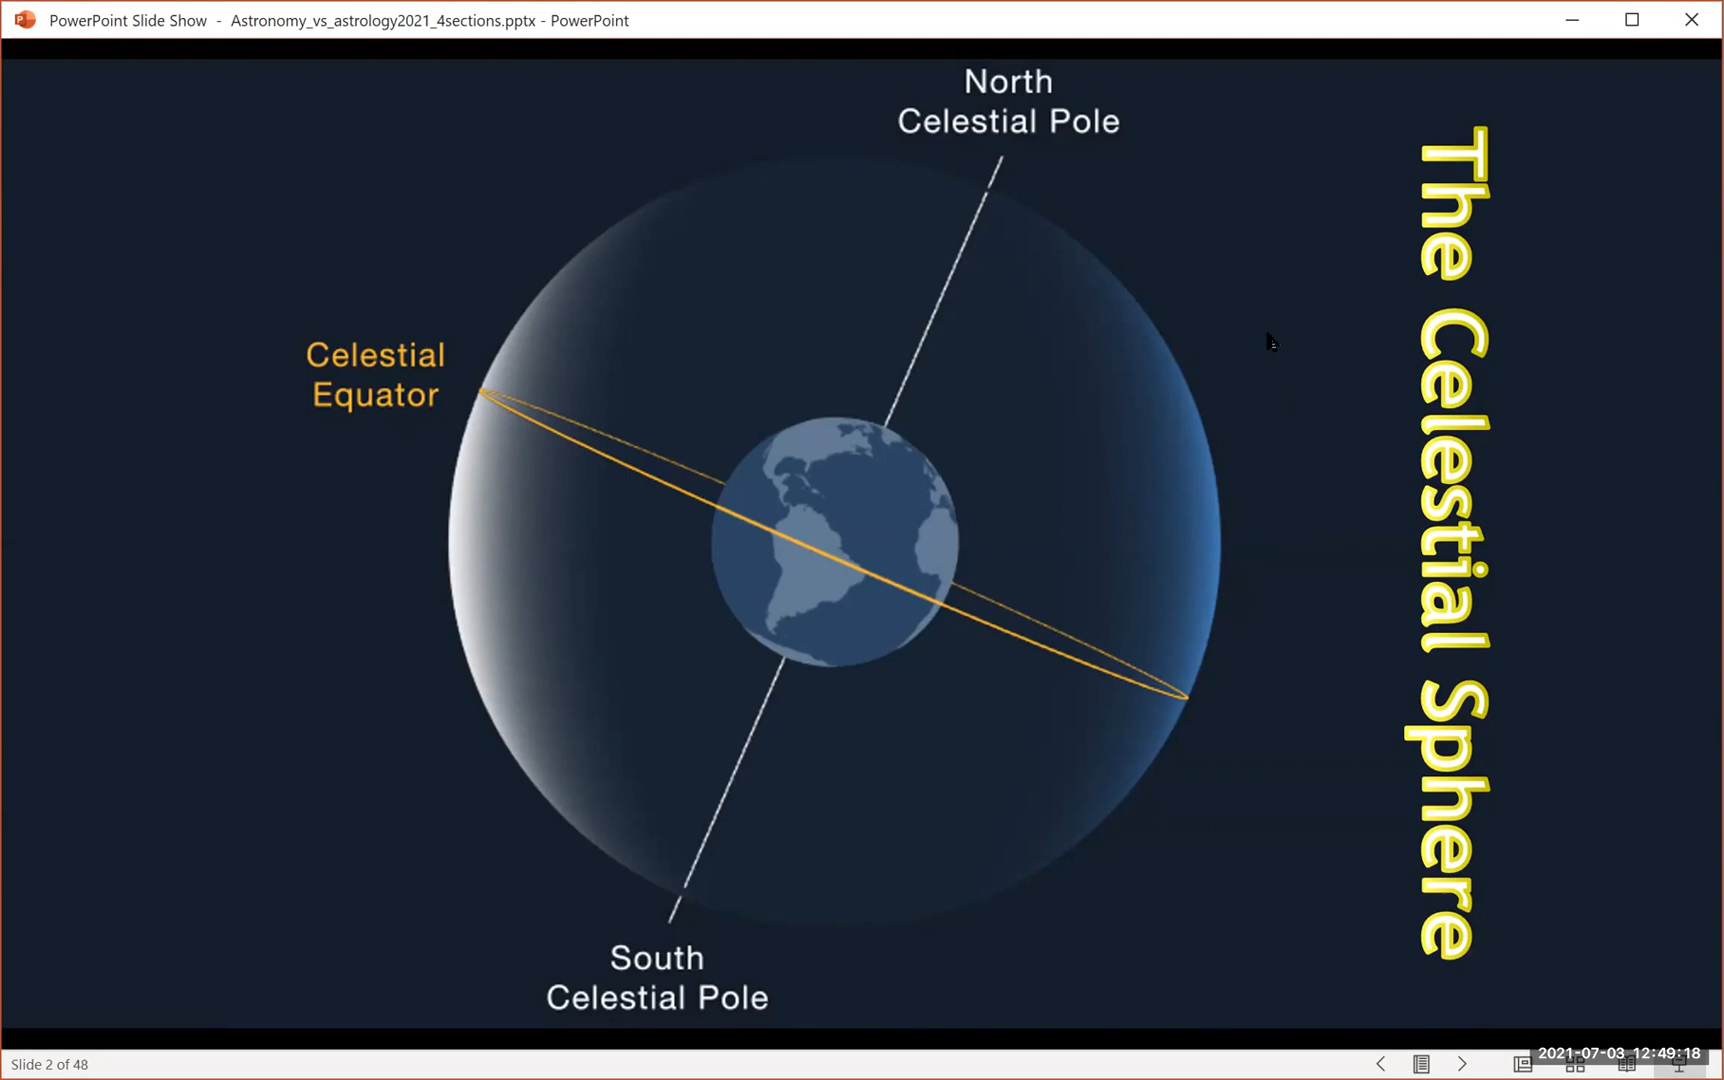 PowerPoint Slide Show - Astronomy_vs_astrology2021_4sections.pptx - PowerPoint
North
Celestial Pole
Celestial
Equator
The Celestial Sphere
South
Celestial Pole
Slide 2 of 48
2021-07-03 12:49:18